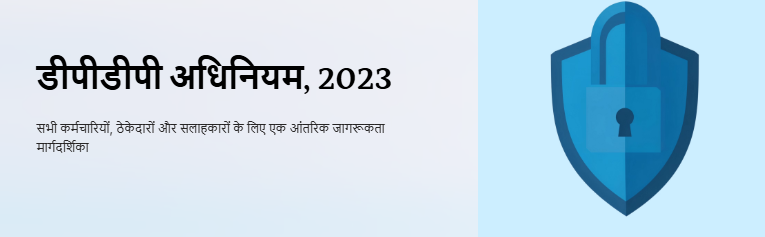 डीपीडीपी अधिनियम, 2023
सभी कर्मचारियों, ठेकेदारों और सलाहकारों के लिए एक आंतरिक जागरूकता
मार्गदर्शिका